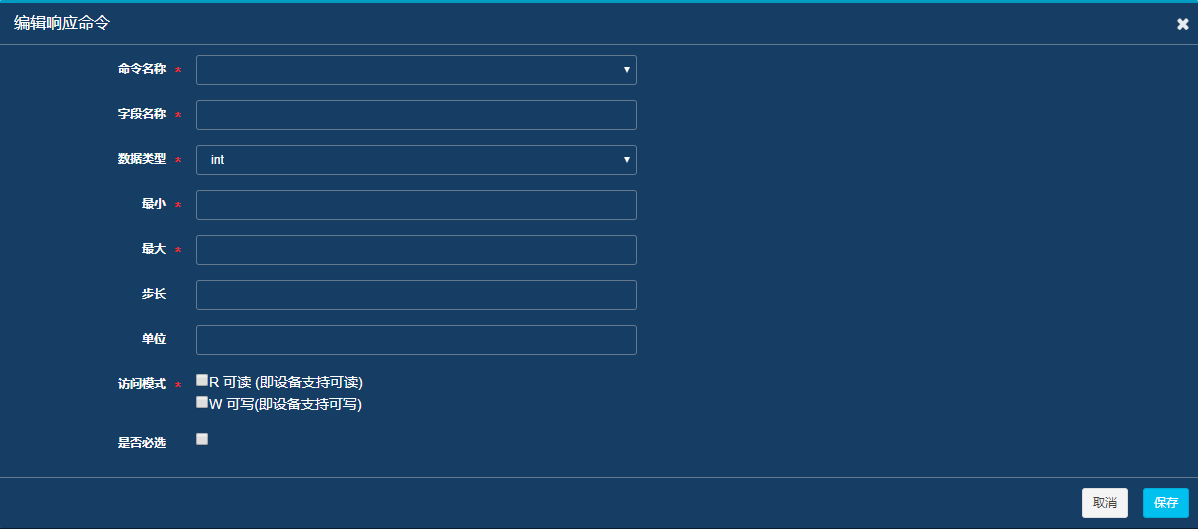 编辑响应命令
命令名称 *
字段名称 *
数据类型 * int
最小 *
最大 *
步长
单位
访问模式 * R 可读 (即设备支持可读)
W 可写(即设备支持可写)
是否必选
取消 保存